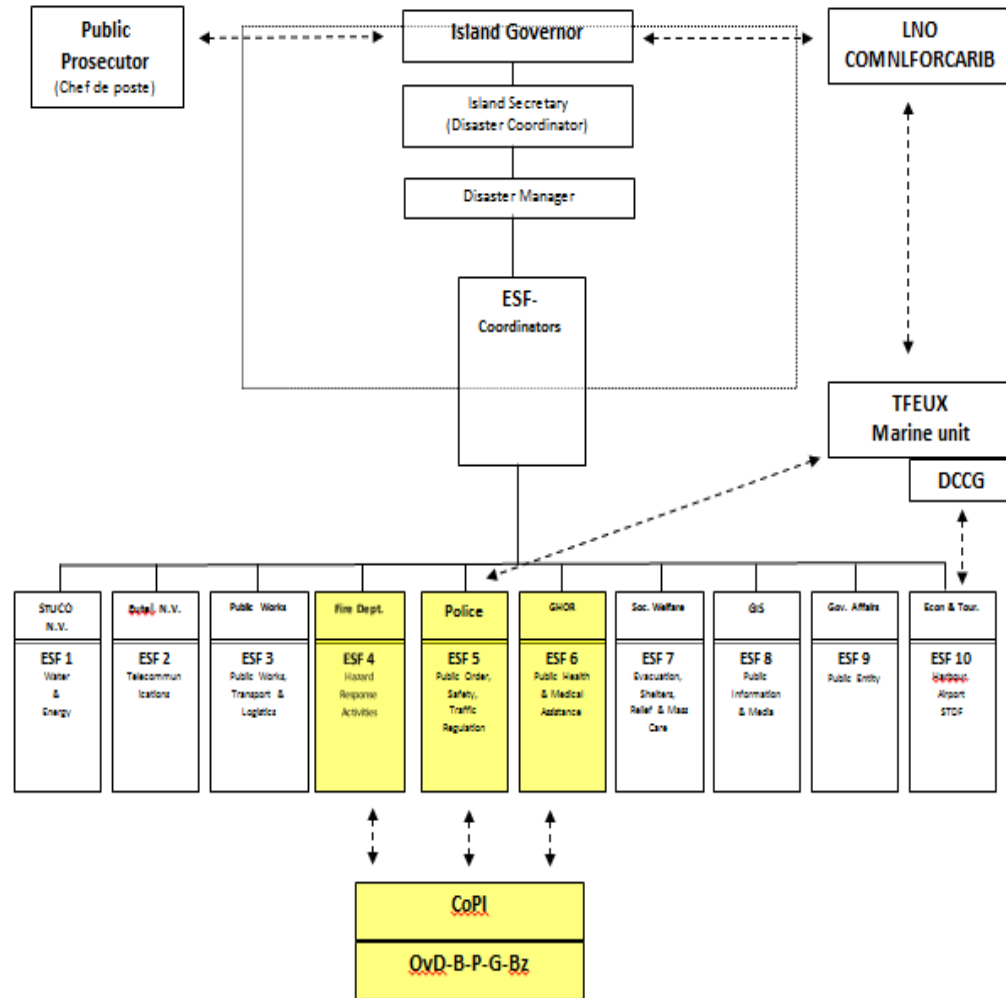 Public
Prosecutor
(Chef de poste)
Island Governor
LNO
COMNLFORCARIB
Island Secretary
(Disaster Coordinator)
Disaster Manager
ESF-
Coordinators
TFEUX
Marine unit
DCCG
STUCO
N.V.
ESF 1
Water
&
Energy
Eutel. N.V.
ESF 2
Telecommun
ications
Public Works
ESF 3
Public Works,
Transport &
Logistics
Fire Dept.
ESF 4
Hazard
Response
Activities
Police
ESF 5
Public Order,
Safety,
Traffic
Regulation
GHOR
ESF 6
Public Health
& Medical
Assistance
Soc. Welfare
ESF 7
Evacuation,
Shelters,
Relief & Mass
Care
GIS
ESF 8
Public
Information
& Media
Gov. Affairs
ESF 9
Public Entity
Econ & Tour.
ESF 10
Harbour,
Airport
STDF
CoPI
OvD-B-P-G-Bz